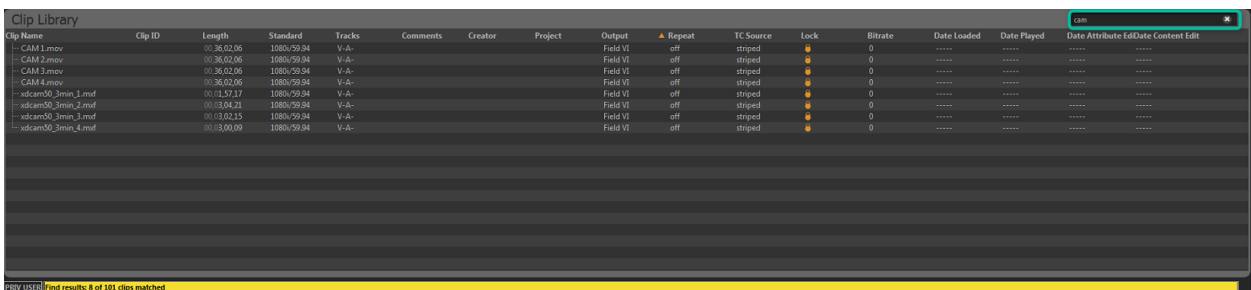 Clip Library cam
Clip Name Clip ID Length Standard Tracks Comments Creator Project Output Repeat TC Source Lock Bitrate Date Loaded Date Played Date Attribute EdiDate Content Edit
CAM 1.mov 00,36,02,06 1080i/59.94 V-A- Field VI off striped 0 ----- ----- ----- -----
CAM 2.mov 00,36,02,06 1080i/59.94 V-A- Field VI off striped 0 ----- ----- ----- -----
CAM 3.mov 00,36,02,06 1080i/59.94 V-A- Field VI off striped 0 ----- ----- ----- -----
CAM 4.mov 00,36,02,06 1080i/59.94 V-A- Field VI off striped 0 ----- ----- ----- -----
xdcam50_3min_1.mxf 00,01,57,17 1080i/59.94 V-A- Field VI off striped 0 ----- ----- ----- -----
xdcam50_3min_2.mxf 00,03,04,21 1080i/59.94 V-A- Field VI off striped 0 ----- ----- ----- -----
xdcam50_3min_3.mxf 00,03,02,15 1080i/59.94 V-A- Field VI off striped 0 ----- ----- ----- -----
xdcam50_3min_4.mxf 00,03,00,09 1080i/59.94 V-A- Field VI off striped 0 ----- ----- ----- -----
PRIV USER Find results: 8 of 101 clips matched